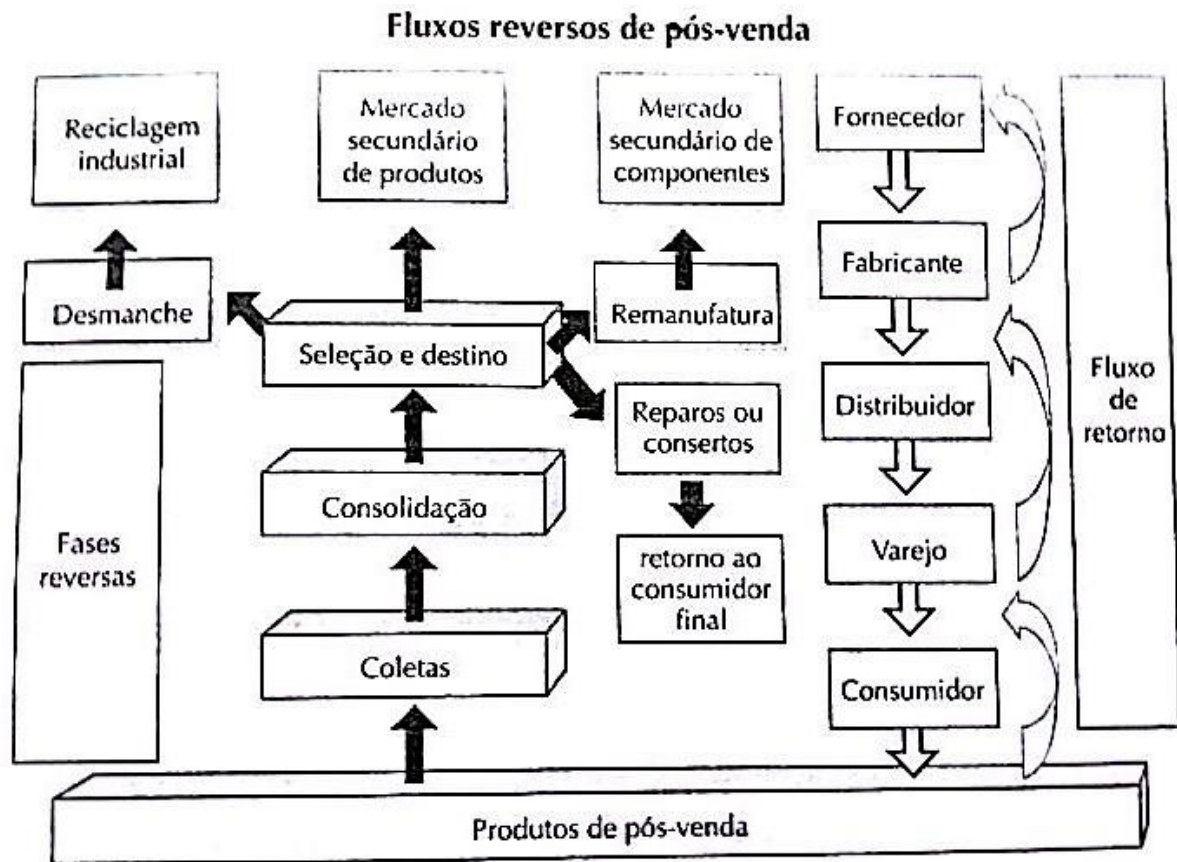 Fluxos reversos de pós-venda
Reciclagem
industrial
Mercado
secundário
de produtos
Mercado
secundário de
componentes
Fornecedor
Desmanche
Seleção e destino
Remanufatura
Fabricante
Reparos ou
consertos
Distribuidor
Fluxo
de
retorno
Fases
reversas
Consolidação
retorno ao
consumidor
final
Varejo
Coletas
Consumidor
Produtos de pós-venda